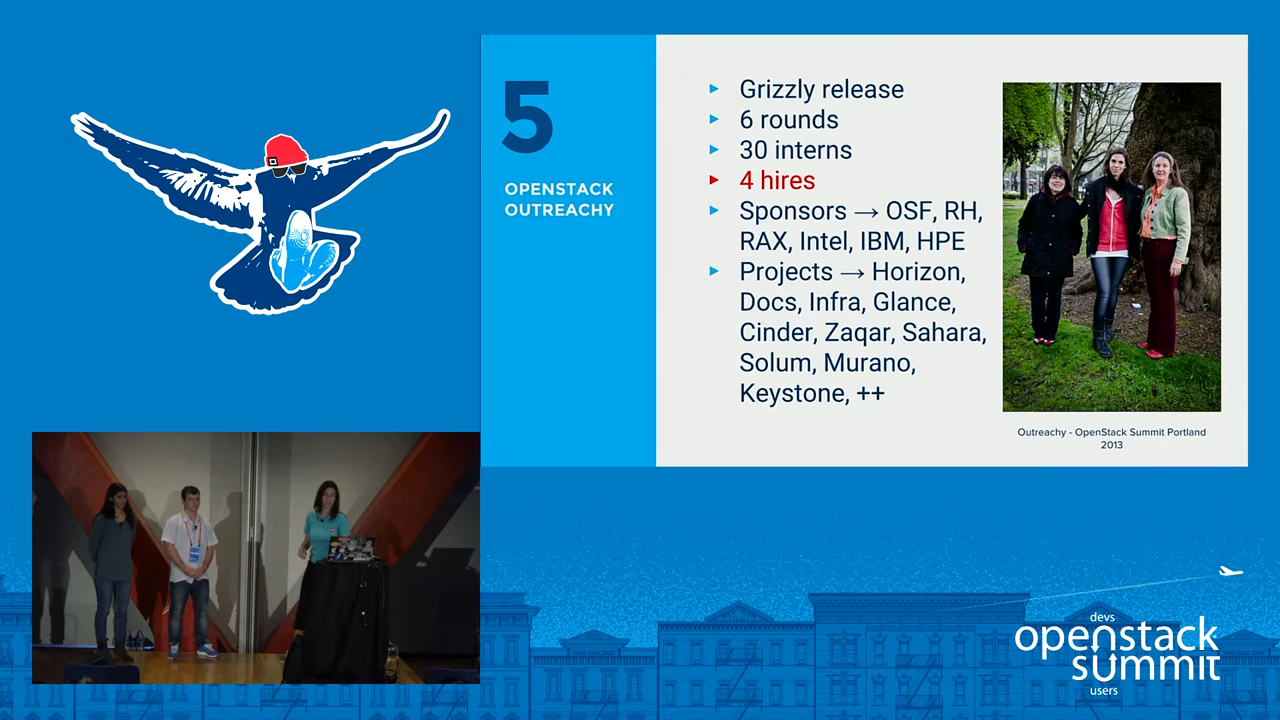 5
OPENSTACK
OUTREACHY
Grizzly release
6 rounds
30 interns
4 hires
Sponsors → OSF, RH,
RAX, Intel, IBM, HPE
Projects → Horizon,
Docs, Infra, Glance,
Cinder, Zaqar, Sahara,
Solum, Murano,
Keystone, ++
Outreachy - OpenStack Summit Portland
2013
devs
openstack
summit
users